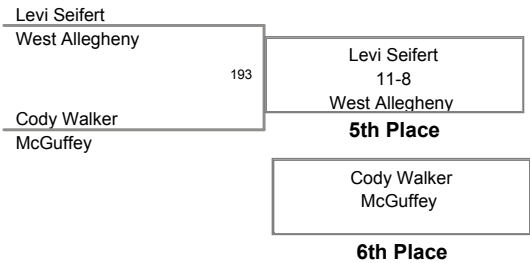 Levi Seifert
West Allegheny
193
Cody Walker
McGuffey
Levi Seifert
11-8
West Allegheny
5th Place
Cody Walker
McGuffey
6th Place